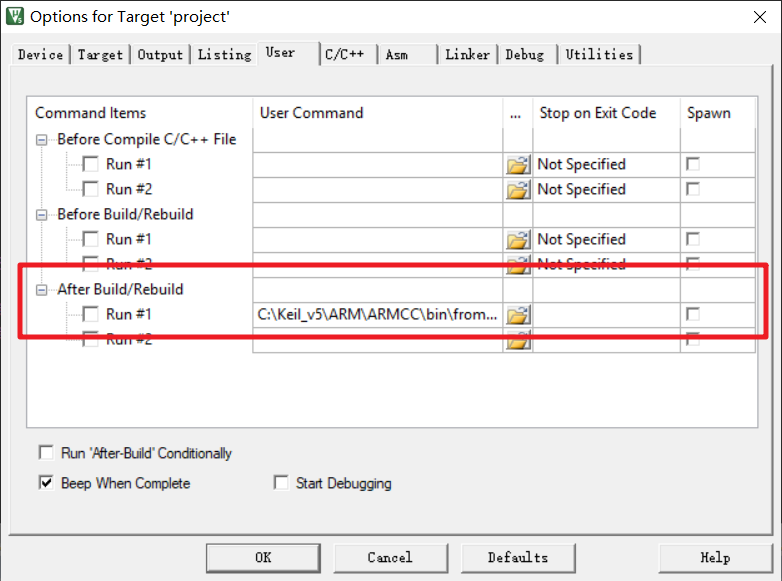 Options for Target 'project'
Device Target Output Listing User C/C++ Asm Linker Debug Utilities
Command Items User Command ... Stop on Exit Code Spawn
Before Compile C/C++ File
Run #1 Not Specified
Run #2 Not Specified
Before Build/Rebuild
Run #1 Not Specified
Run #2 Not Specified
After Build/Rebuild
Run #1 C:\Keil_v5\ARM\ARMCC\bin\from...
Run #2
Run 'After-Build' Conditionally
Beep When Complete Start Debugging
OK Cancel Defaults Help